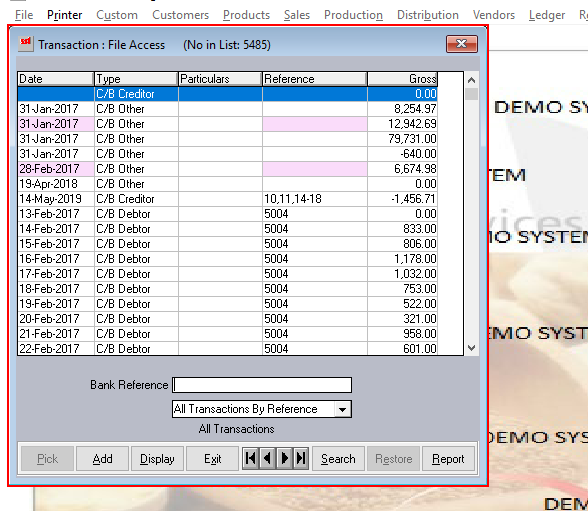 File Printer Custom Customers Products Sales Production Distribution Vendors Ledger
Transaction : File Access (No in List: 5485)
Date Type Particulars Reference Gross
C/B Creditor 0.00
31-Jan-2017 C/B Other 8,254.97
31-Jan-2017 C/B Other 12,942.69
31-Jan-2017 C/B Other 79,731.00
31-Jan-2017 C/B Other -640.00
28-Feb-2017 C/B Other 6,674.98
19-Apr-2018 C/B Other 0.00
14-May-2019 C/B Creditor 10,11,14-18 -1,456.71
13-Feb-2017 C/B Debtor 5004 0.00
14-Feb-2017 C/B Debtor 5004 833.00
15-Feb-2017 C/B Debtor 5004 806.00
16-Feb-2017 C/B Debtor 5004 1,178.00
17-Feb-2017 C/B Debtor 5004 1,032.00
18-Feb-2017 C/B Debtor 5004 753.00
19-Feb-2017 C/B Debtor 5004 522.00
20-Feb-2017 C/B Debtor 5004 321.00
21-Feb-2017 C/B Debtor 5004 958.00
22-Feb-2017 C/B Debtor 5004 601.00
Bank Reference
All Transactions By Reference
All Transactions
Pick Add Display Exit Search Restore Report
DEMO SY
STEM
vices
MO SYSTEM
EMO SYST
DEMO SYS
DEM